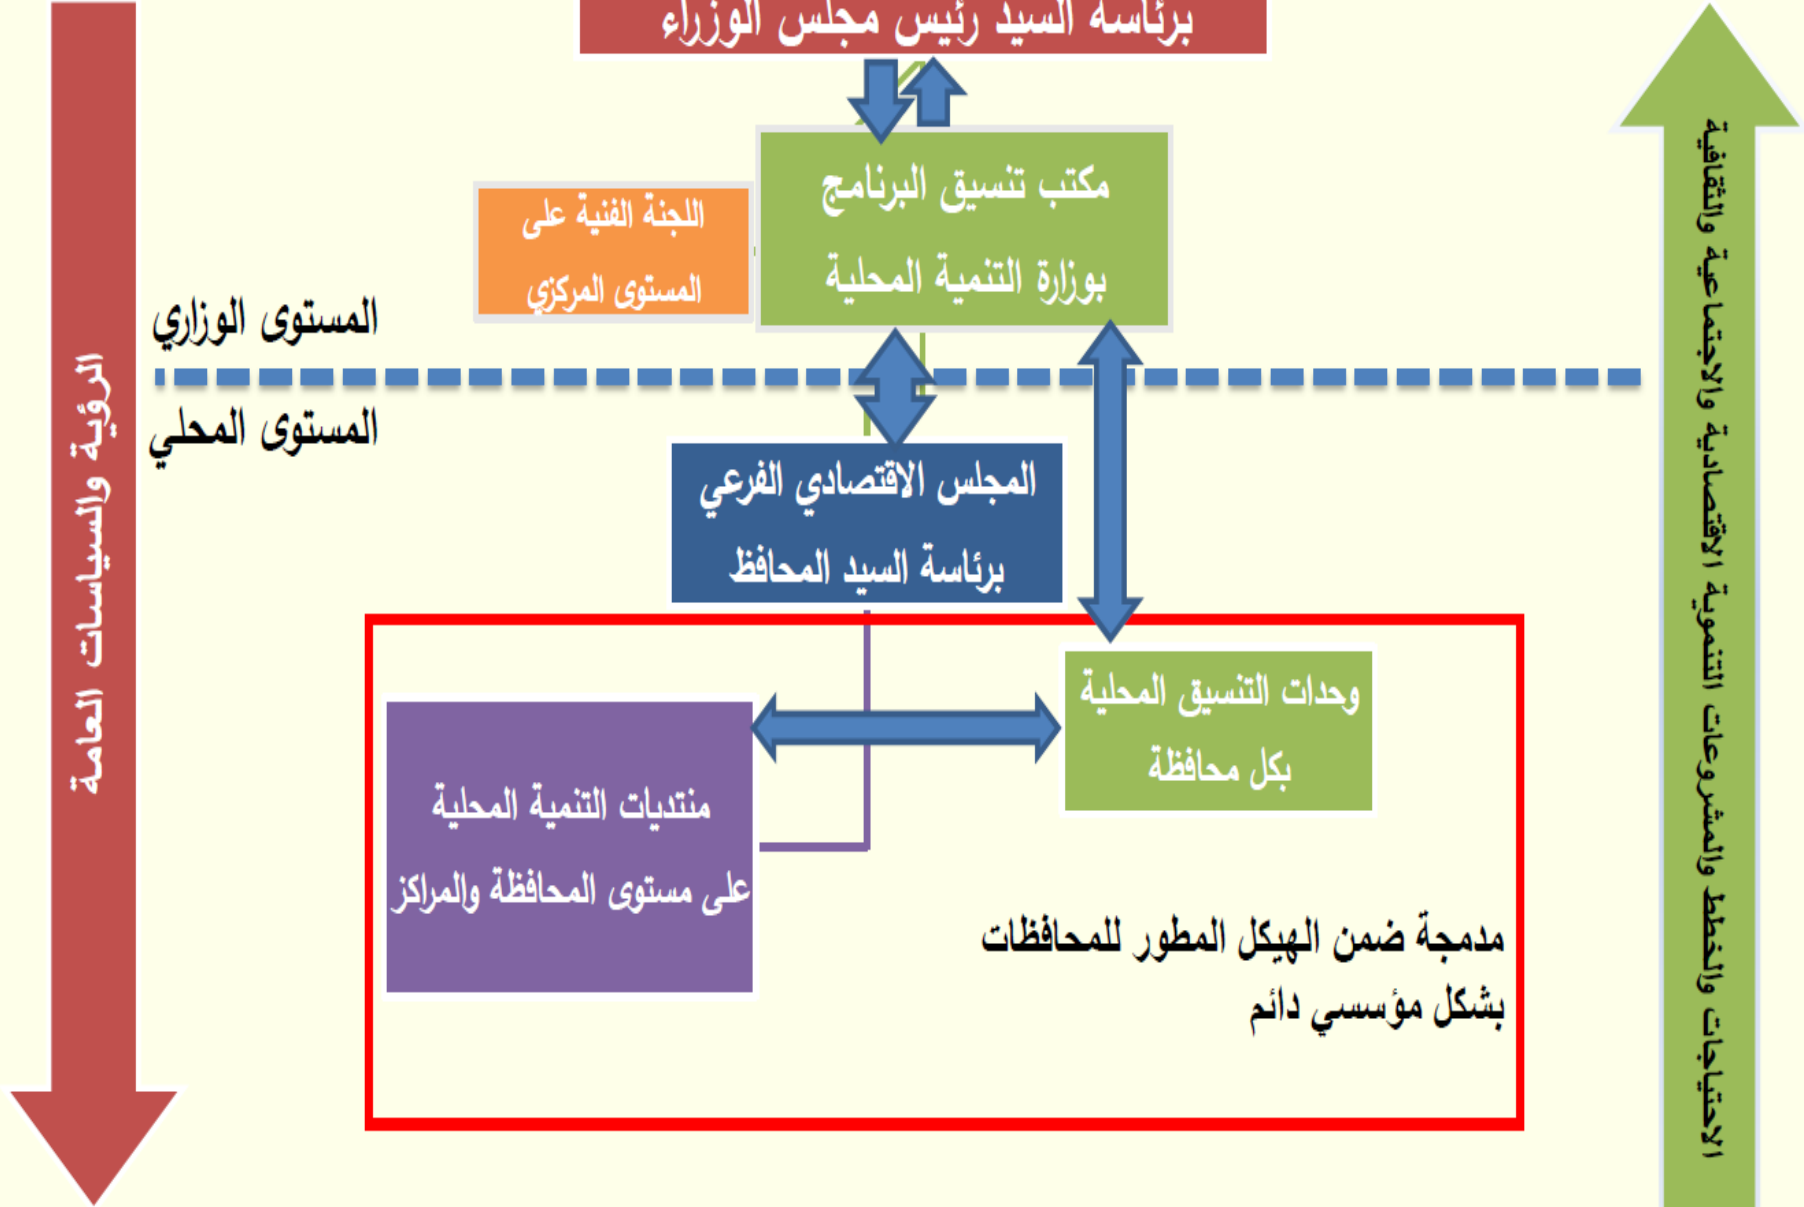 برئاسة السيد رئيس مجلس الوزراء
مكتب تنسيق البرنامج
بوزارة التنمية المحلية
اللجنة الفنية على
المستوى المركزي
المستوى الوزاري
المستوى المحلي
المجلس الاقتصادي الفرعي
برئاسة السيد المحافظ
وحدات التنسيق المحلية
بكل محافظة
منتديات التنمية المحلية
على مستوى المحافظة والمراكز
مدمجة ضمن الهيكل المطور للمحافظات
بشكل مؤسسي دائم
الاحتياجات والخطط والمشروعات التنموية الاقتصادية والاجتماعية والثقافية
الرؤية والسياسات العامة